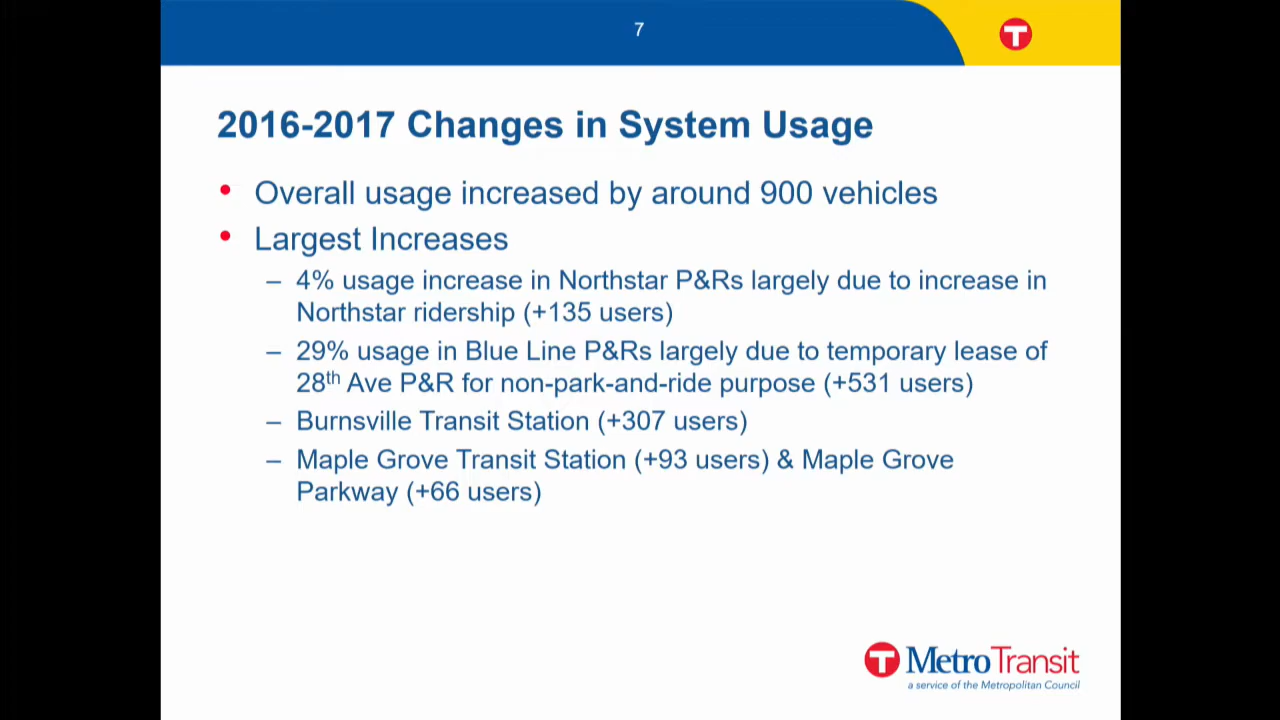 7
T
2016-2017 Changes in System Usage
• Overall usage increased by around 900 vehicles
• Largest Increases
– 4% usage increase in Northstar P&Rs largely due to increase in
Northstar ridership (+135 users)
– 29% usage in Blue Line P&Rs largely due to temporary lease of
28th Ave P&R for non-park-and-ride purpose (+531 users)
– Burnsville Transit Station (+307 users)
– Maple Grove Transit Station (+93 users) & Maple Grove
Parkway (+66 users)
T MetroTransit
a service of the Metropolitan Council